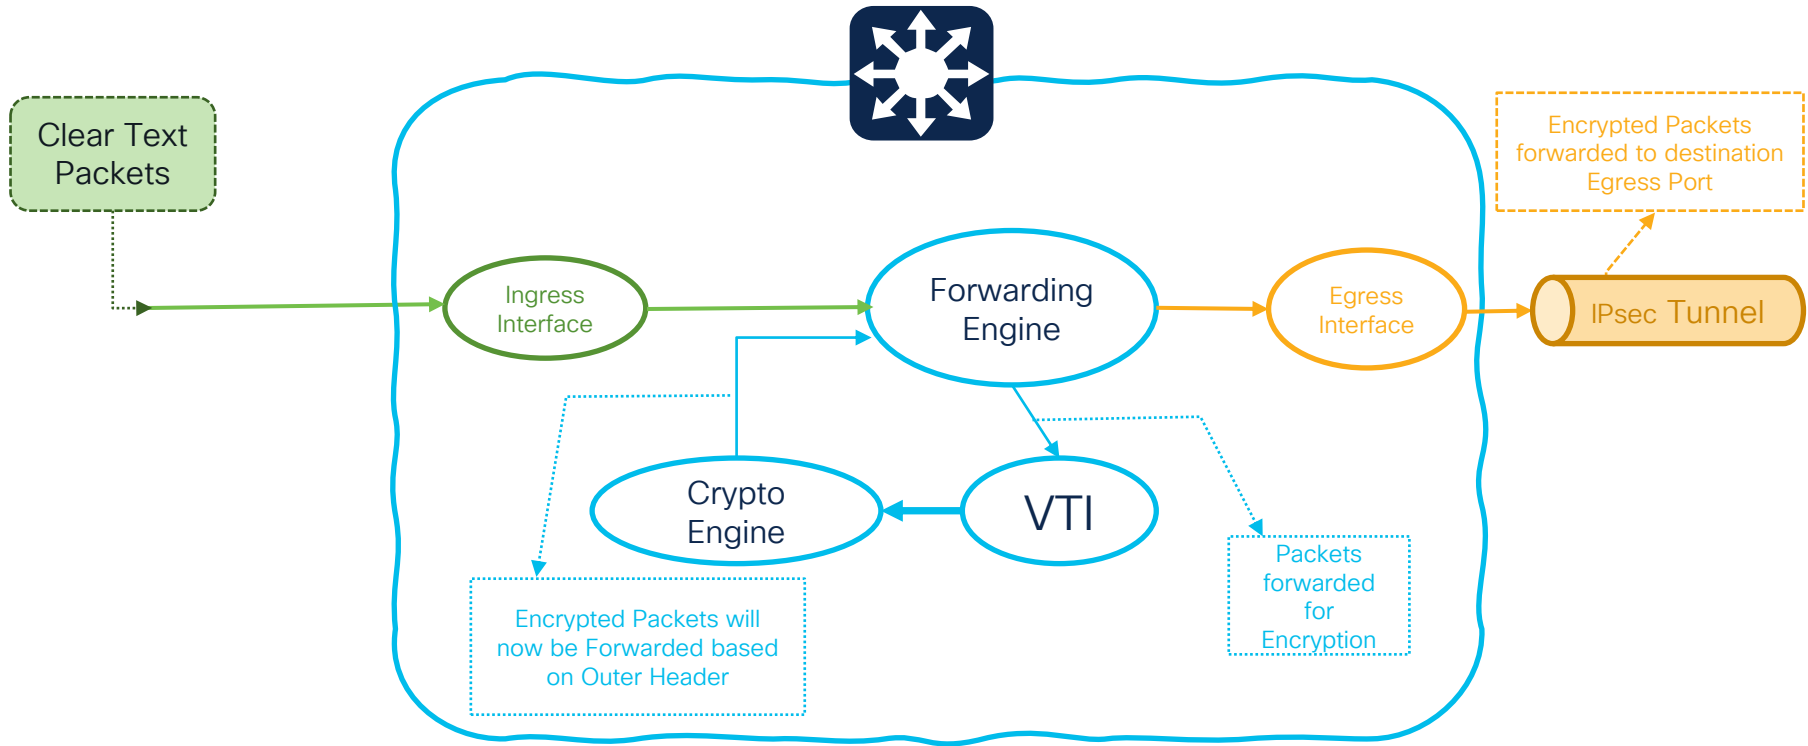 Clear Text
Packets
Encrypted Packets
forwarded to destination
Egress Port
Ingress
Interface
Forwarding
Engine
Egress
Interface
IPsec Tunnel
Crypto
Engine
VTI
Packets
forwarded
for
Encryption
Encrypted Packets will
now be Forwarded based
on Outer Header